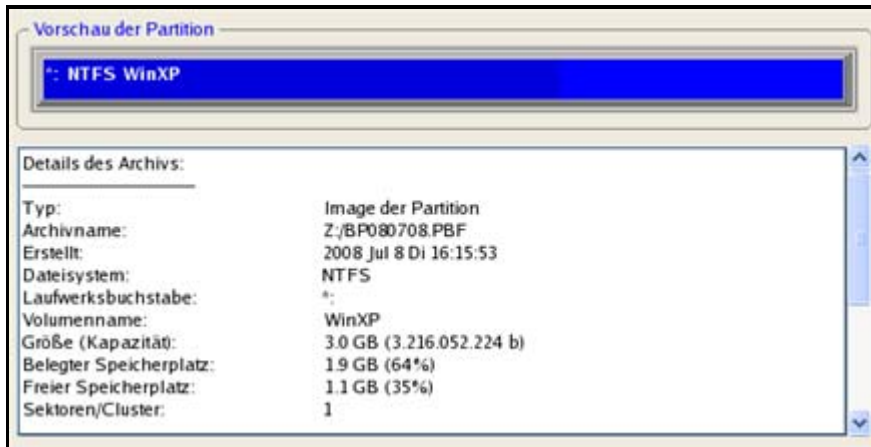 Vorschau der Partition
*: NTFS WinXP
Details des Archivs:
Typ: Image der Partition
Archivname: Z:/BP080708.PBF
Erstellt: 2008 Jul 8 Di 16:15:53
Dateisystem: NTFS
Laufwerksbuchstabe: *:
Volumenname: WinXP
Größe (Kapazität): 3.0 GB (3.216.052.224 b)
Belegter Speicherplatz: 1.9 GB (64%)
Freier Speicherplatz: 1.1 GB (35%)
Sektoren/Cluster: 1